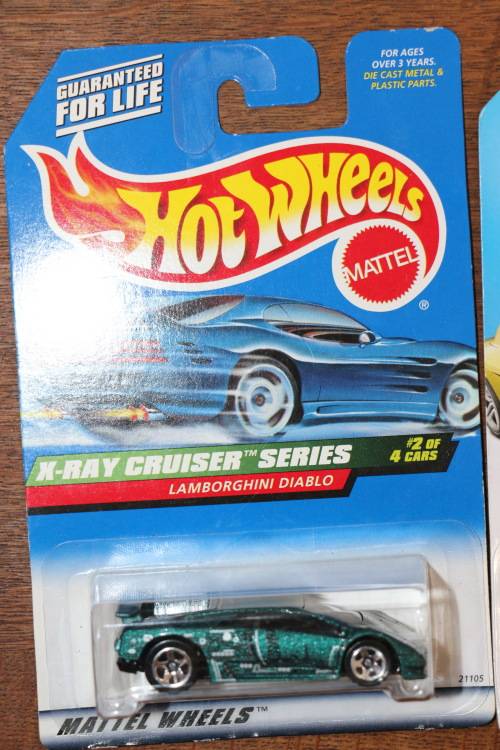 GUARANTEED
FOR LIFE
FOR AGES
OVER 3 YEARS.
DIE CAST METAL &
PLASTIC PARTS.
HOT WHEELS
MATTEL
®
X-RAY CRUISER™ SERIES
#2 OF
4 CARS
LAMBORGHINI DIABLO
21105
MATTEL WHEELS™